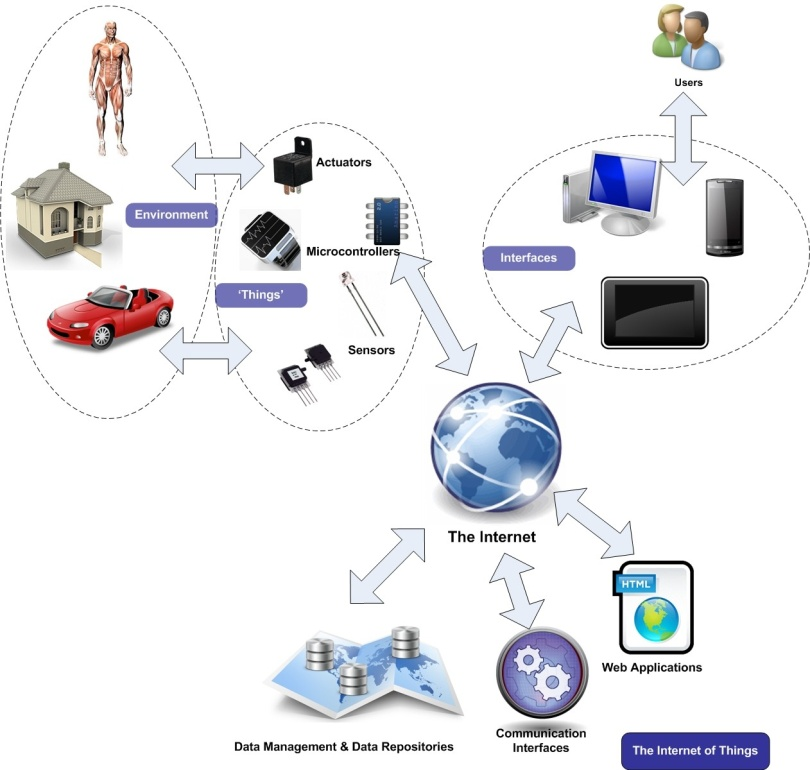 Users
Actuators
Environment
Microcontrollers
Interfaces
‘Things’
Sensors
The Internet
HTML
Web Applications
Data Management & Data Repositories
Communication
Interfaces
The Internet of Things